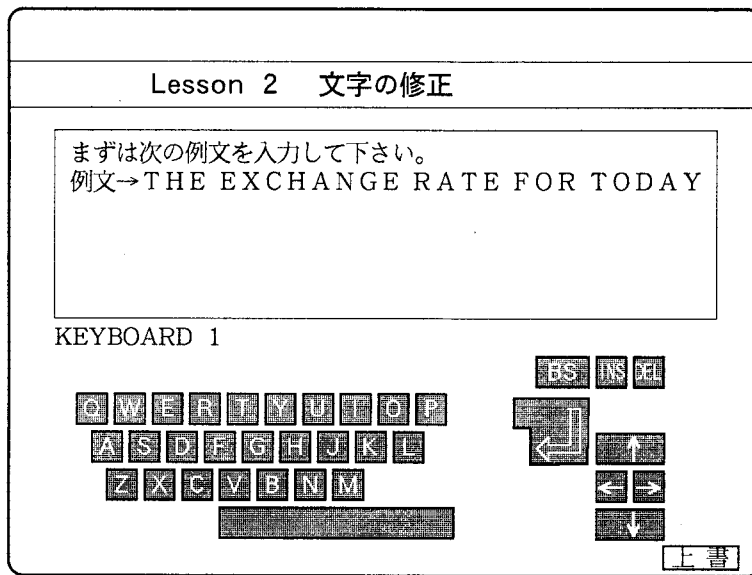 Lesson 2 文字の修正
まずは次の例文を入力して下さい。
例文→THE EXCHANGE RATE FOR TODAY
KEYBOARD 1
BS INS DEL
Q W E R T Y U I O P
A S D F G H J K L
Z X C V B N M
上書